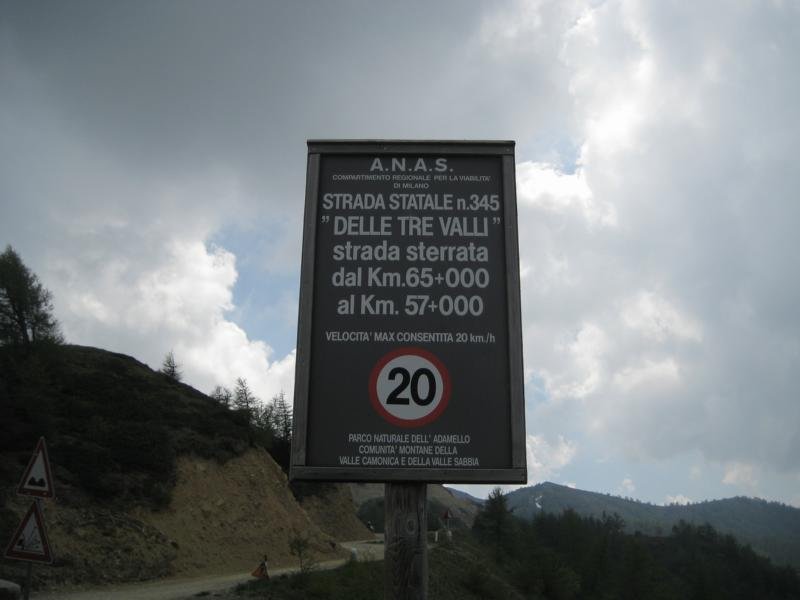 A.N.A.S.
COMPARTIMENTO REGIONALE PER LA VIABILITA'
DI MILANO
STRADA STATALE n.345
" DELLE TRE VALLI "
strada sterrata
dal Km.65+000
al Km. 57+000
VELOCITA' MAX CONSENTITA 20 km./h
20
PARCO NATURALE DELL' ADAMELLO
COMUNITA' MONTANE DELLA
VALLE CAMONICA E DELLA VALLE SABBIA